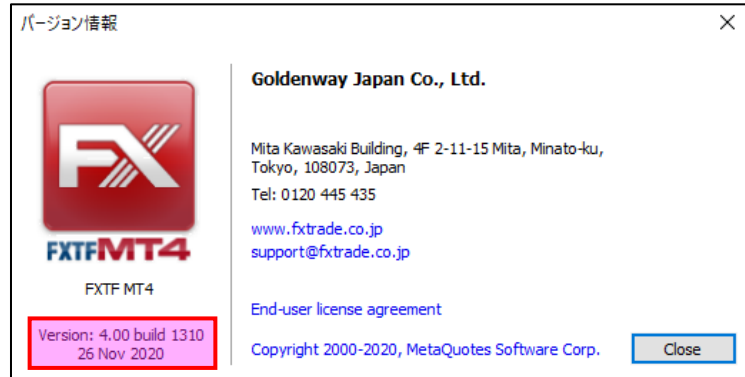 バージョン情報
Goldenway Japan Co., Ltd.
Mita Kawasaki Building, 4F 2-11-15 Mita, Minato-ku,
Tokyo, 108073, Japan
Tel: 0120 445 435
www.fxtrade.co.jp
support@fxtrade.co.jp
End-user license agreement
Copyright 2000-2020, MetaQuotes Software Corp.
Close
FX
FXTFMT4
FXTF MT4
Version: 4.00 build 1310
26 Nov 2020